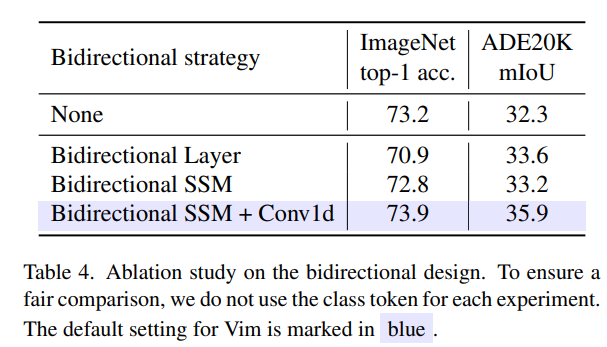 Bidirectional strategy ImageNet top-1 acc. ADE20K mIoU
None 73.2 32.3
Bidirectional Layer 70.9 33.6
Bidirectional SSM 72.8 33.2
Bidirectional SSM + Conv1d 73.9 35.9
Table 4. Ablation study on the bidirectional design. To ensure a
fair comparison, we do not use the class token for each experiment.
The default setting for Vim is marked in blue .